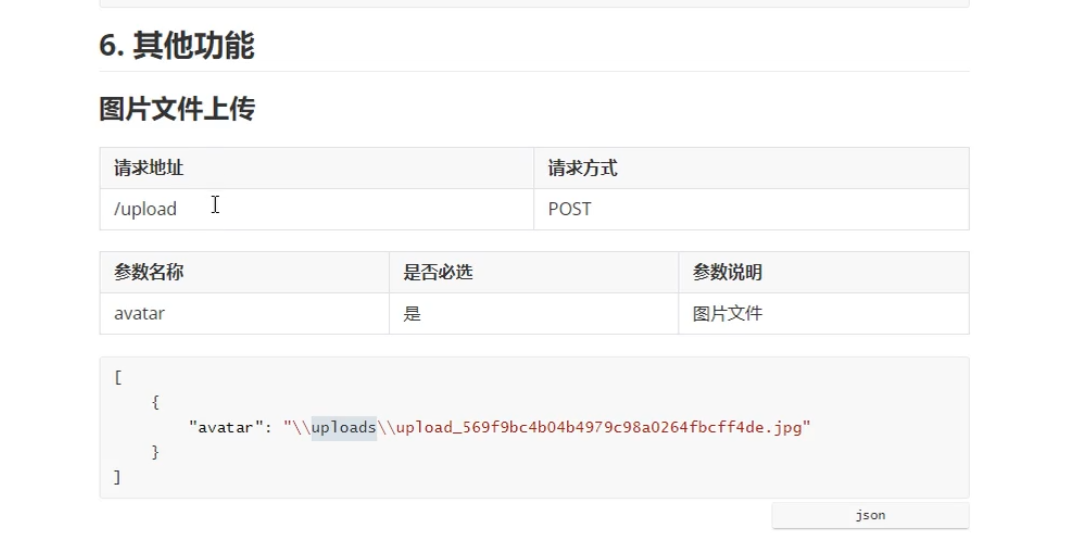 6. 其他功能
图片文件上传
请求地址 请求方式
/upload POST
参数名称 是否必选 参数说明
avatar 是 图片文件
[
{
"avatar": "\\uploads\\upload_569f9bc4b04b4979c98a0264fbcff4de.jpg"
}
]
json